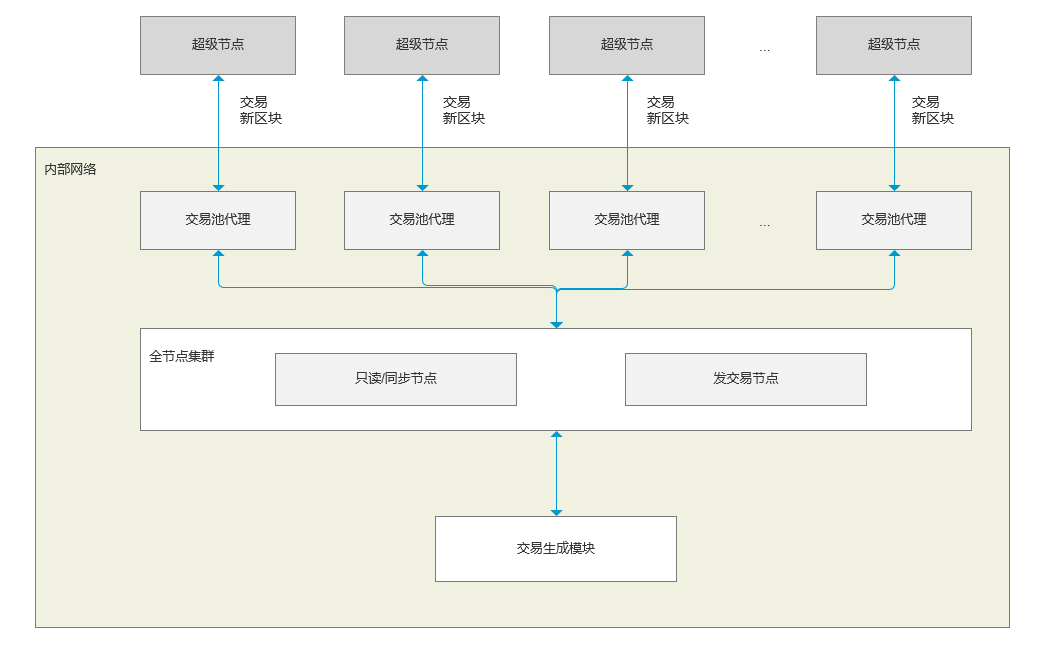 超级节点
超级节点
超级节点
...
超级节点
交易
新区块
交易
新区块
交易
新区块
交易
新区块
内部网络
交易池代理
交易池代理
交易池代理
...
交易池代理
全节点集群
只读/同步节点
发交易节点
交易生成模块